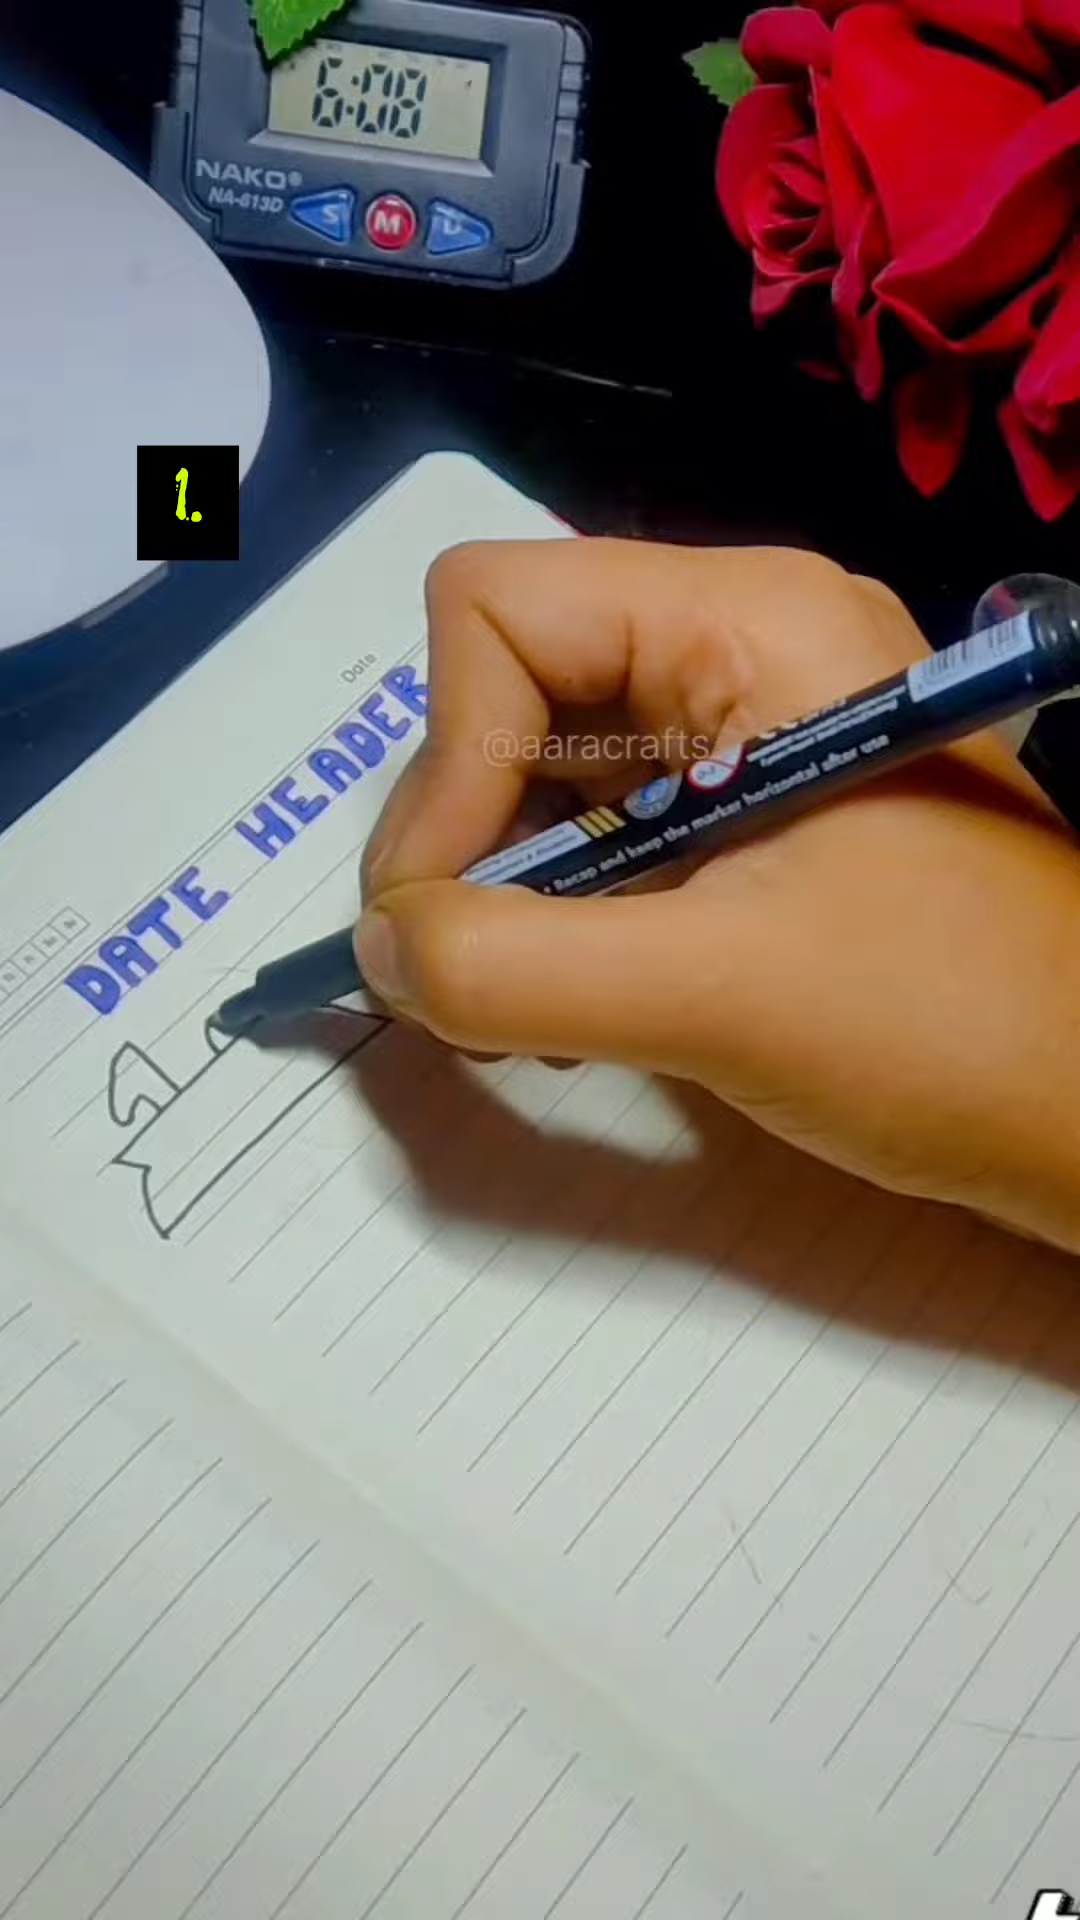 6:08
NAKO®
NA-613D
S M D
1.
Date
DATE HEADER
@aaracrafts
• Recap and keep the marker horizontal after use